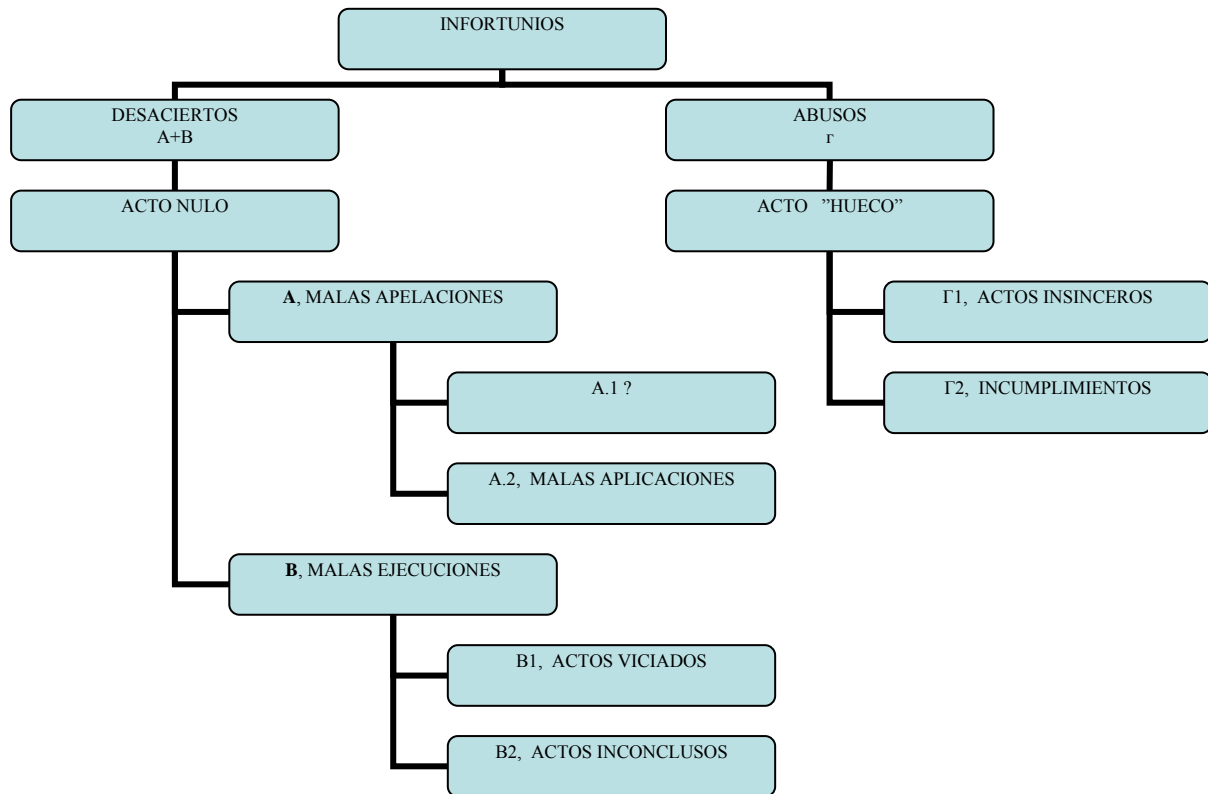 INFORTUNIOS
DESACIERTOS
A+B
ABUSOS
г
ACTO NULO
ACTO ”HUECO”
A, MALAS APELACIONES
Γ1, ACTOS INSINCEROS
A.1 ?
Γ2, INCUMPLIMIENTOS
A.2, MALAS APLICACIONES
B, MALAS EJECUCIONES
B1, ACTOS VICIADOS
B2, ACTOS INCONCLUSOS